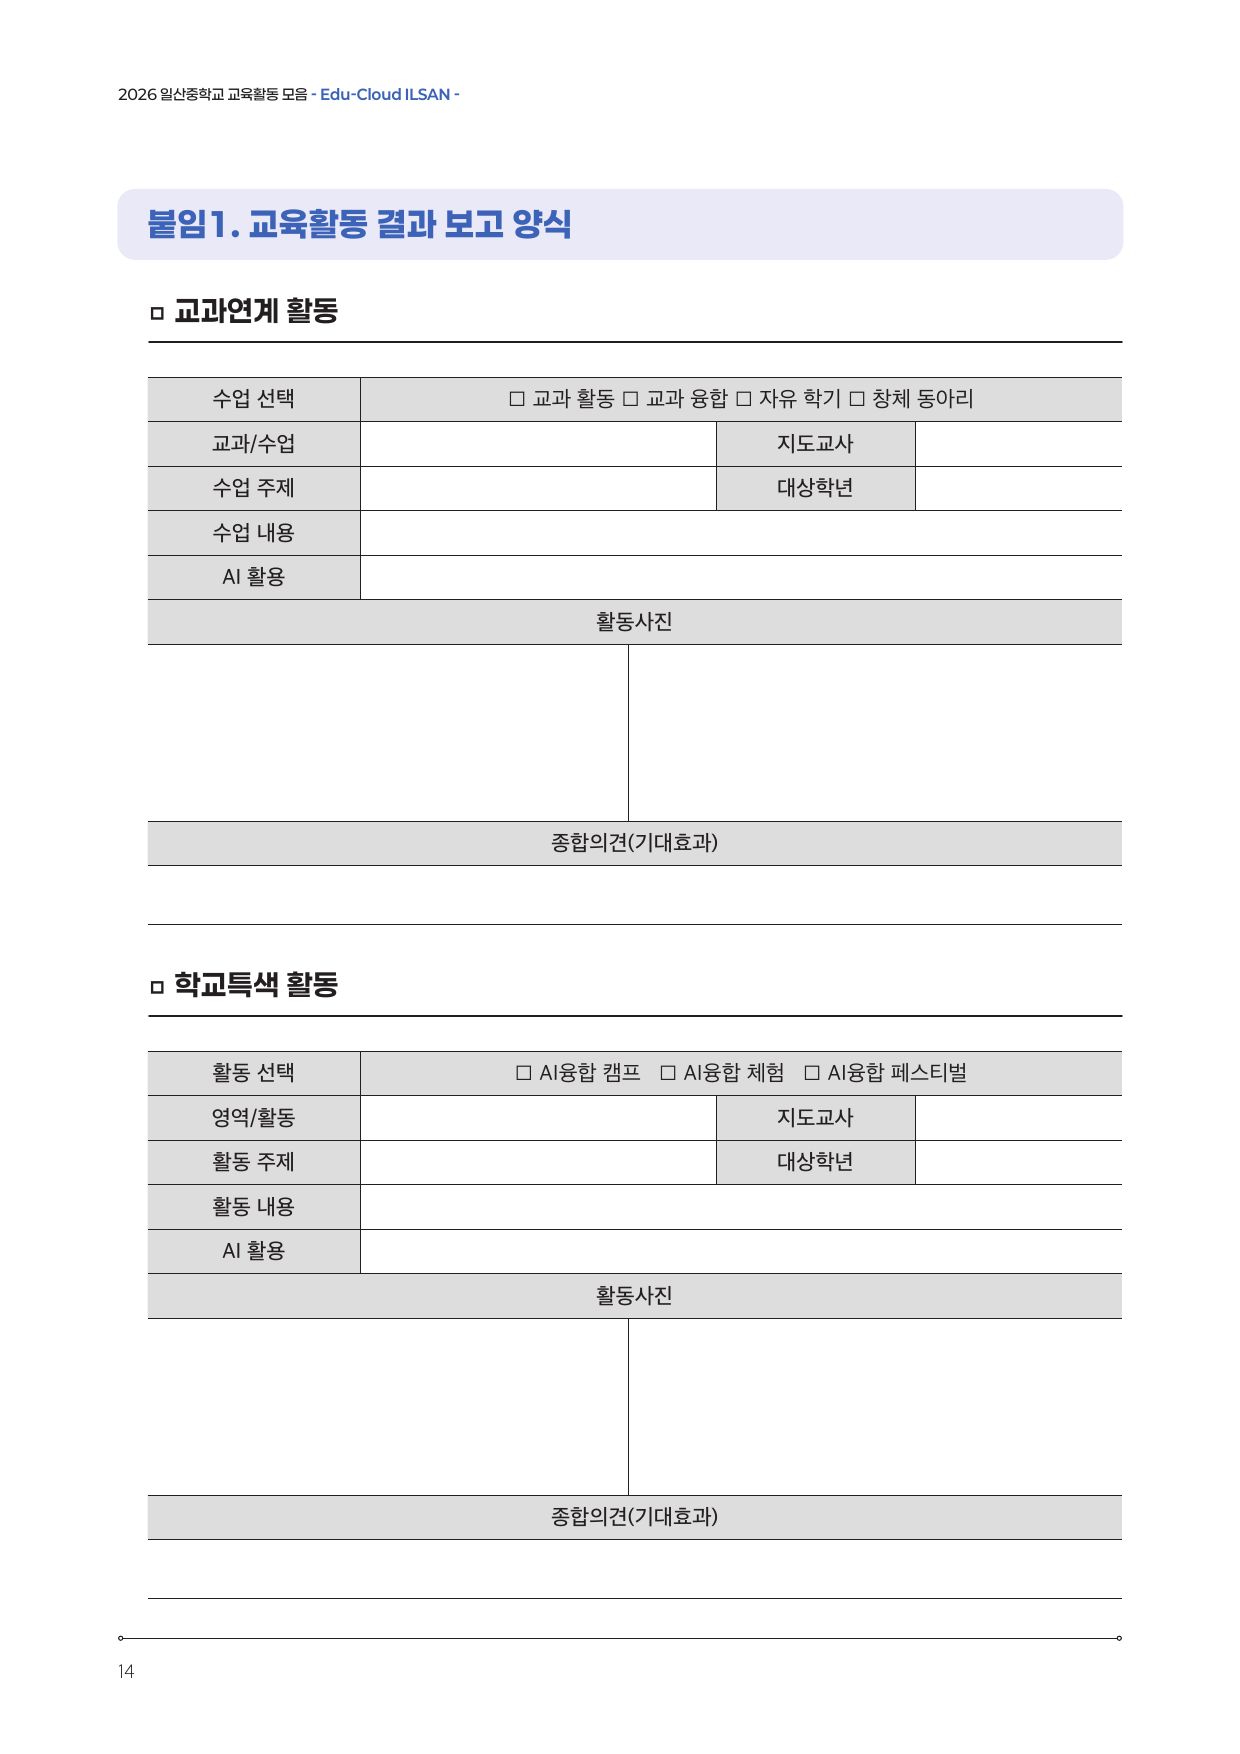 2026 일산중학교 교육활동 모음 - Edu-Cloud ILSAN -
붙임1. 교육활동 결과 보고 양식
□ 교과연계 활동
수업 선택 □ 교과 활동 □ 교과 융합 □ 자유 학기 □ 창체 동아리
교과/수업 지도교사
수업 주제 대상학년
수업 내용
AI 활용
활동사진
종합의견(기대효과)
□ 학교특색 활동
활동 선택 □ AI융합 캠프 □ AI융합 체험 □ AI융합 페스티벌
영역/활동 지도교사
활동 주제 대상학년
활동 내용
AI 활용
활동사진
종합의견(기대효과)
14